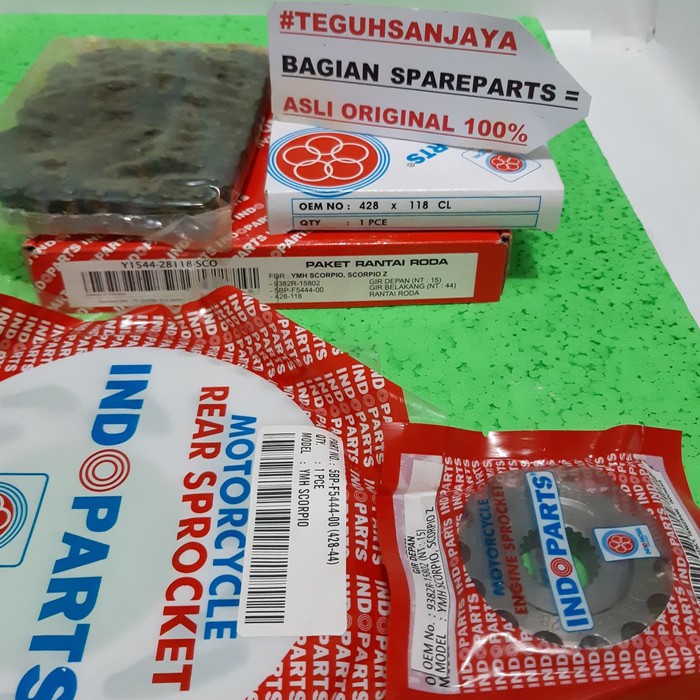 #TEGUHSANJAYA
BAGIAN SPAREPARTS =
ASLI ORIGINAL 100%
PARTS®
OEM NO : 428 x 118 CL
QTY : 1 PCE
Y1544-28118-SCO
PAKET RANTAI RODA
FOR : YMH SCORPIO, SCORPIO Z
- 9382R-15802 GIR DEPAN (NT : 15)
- 5BP-F5444-00 GIR BELAKANG (NT : 44)
- 428-118 RANTAI RODA
INDOPARTS
MOTORCYCLE
REAR SPROCKET
PART NO. : 5BP-F5444-00 (428-44)
QTY. : 1 PCE
MODEL : YMH SCORPIO
GIR DEPAN
OEM No. : 9382R-15802 (NT : 15)
MODEL : YMH SCORPIO, SCORPIO Z
MOTORCYCLE
ENGINE SPROCKET
INDOPARTS